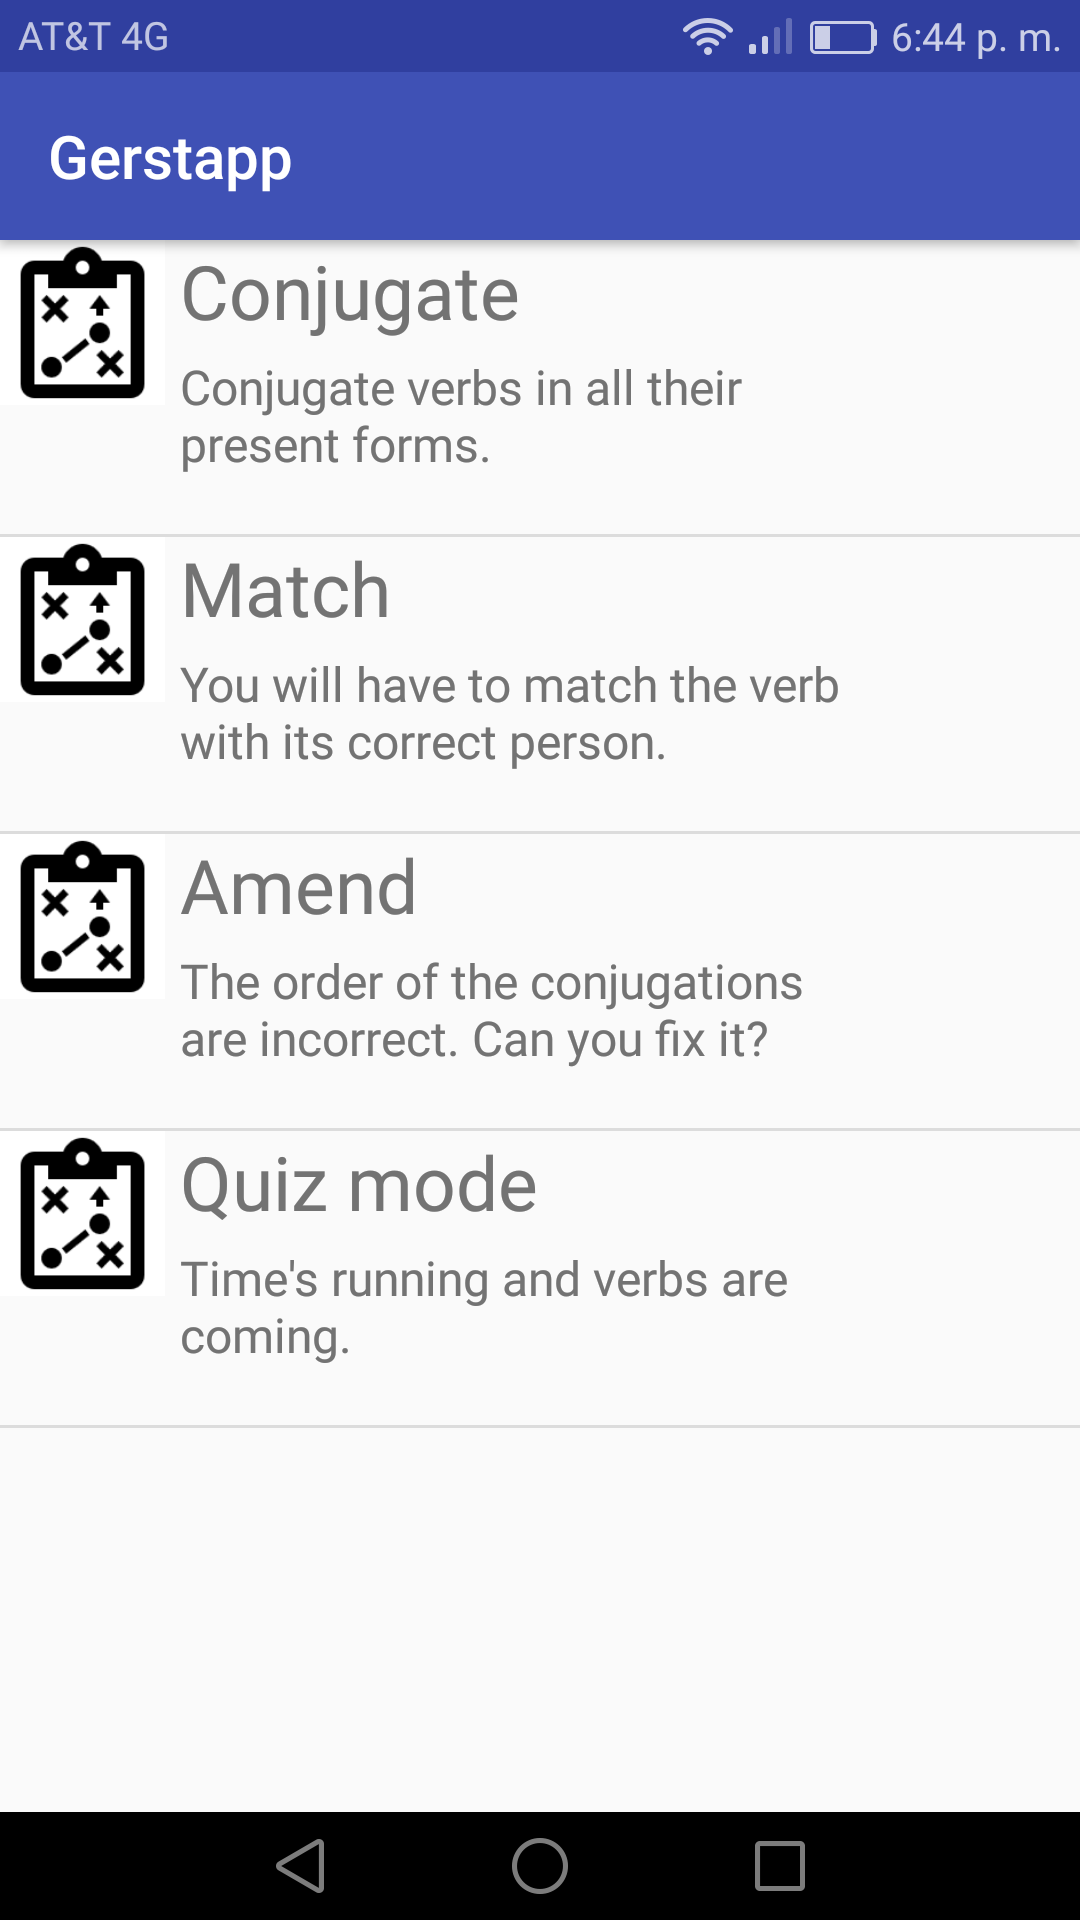 AT&T 4G 6:44 p. m.
Gerstapp
Conjugate
Conjugate verbs in all their
present forms.
Match
You will have to match the verb
with its correct person.
Amend
The order of the conjugations
are incorrect. Can you fix it?
Quiz mode
Time's running and verbs are
coming.